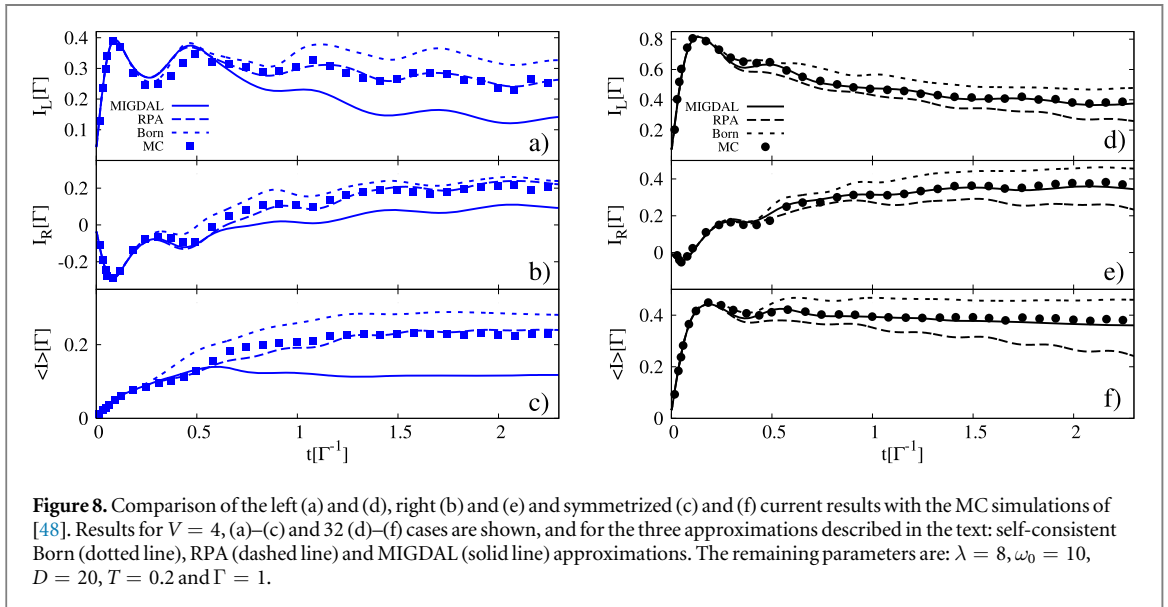 0.4
0.3
0.2
0.1
I_L[Γ]
MIGDAL
RPA
Born
MC
a)
0.2
0
-0.2
I_R[Γ]
b)
0.2
0
<I>[Γ]
c)
0 0.5 1 1.5 2
t[Γ^-1]
0.8
0.6
0.4
0.2
I_L[Γ]
MIGDAL
RPA
Born
MC
d)
0.4
0.2
0
I_R[Γ]
e)
0.4
0.2
0
<I>[Γ]
f)
0 0.5 1 1.5 2
t[Γ^-1]
Figure 8. Comparison of the left (a) and (d), right (b) and (e) and symmetrized (c) and (f) current results with the MC simulations of
[48]. Results for V = 4, (a)–(c) and 32 (d)–(f) cases are shown, and for the three approximations described in the text: self-consistent
Born (dotted line), RPA (dashed line) and MIGDAL (solid line) approximations. The remaining parameters are: λ = 8, ω₀ = 10,
D = 20, T = 0.2 and Γ = 1.